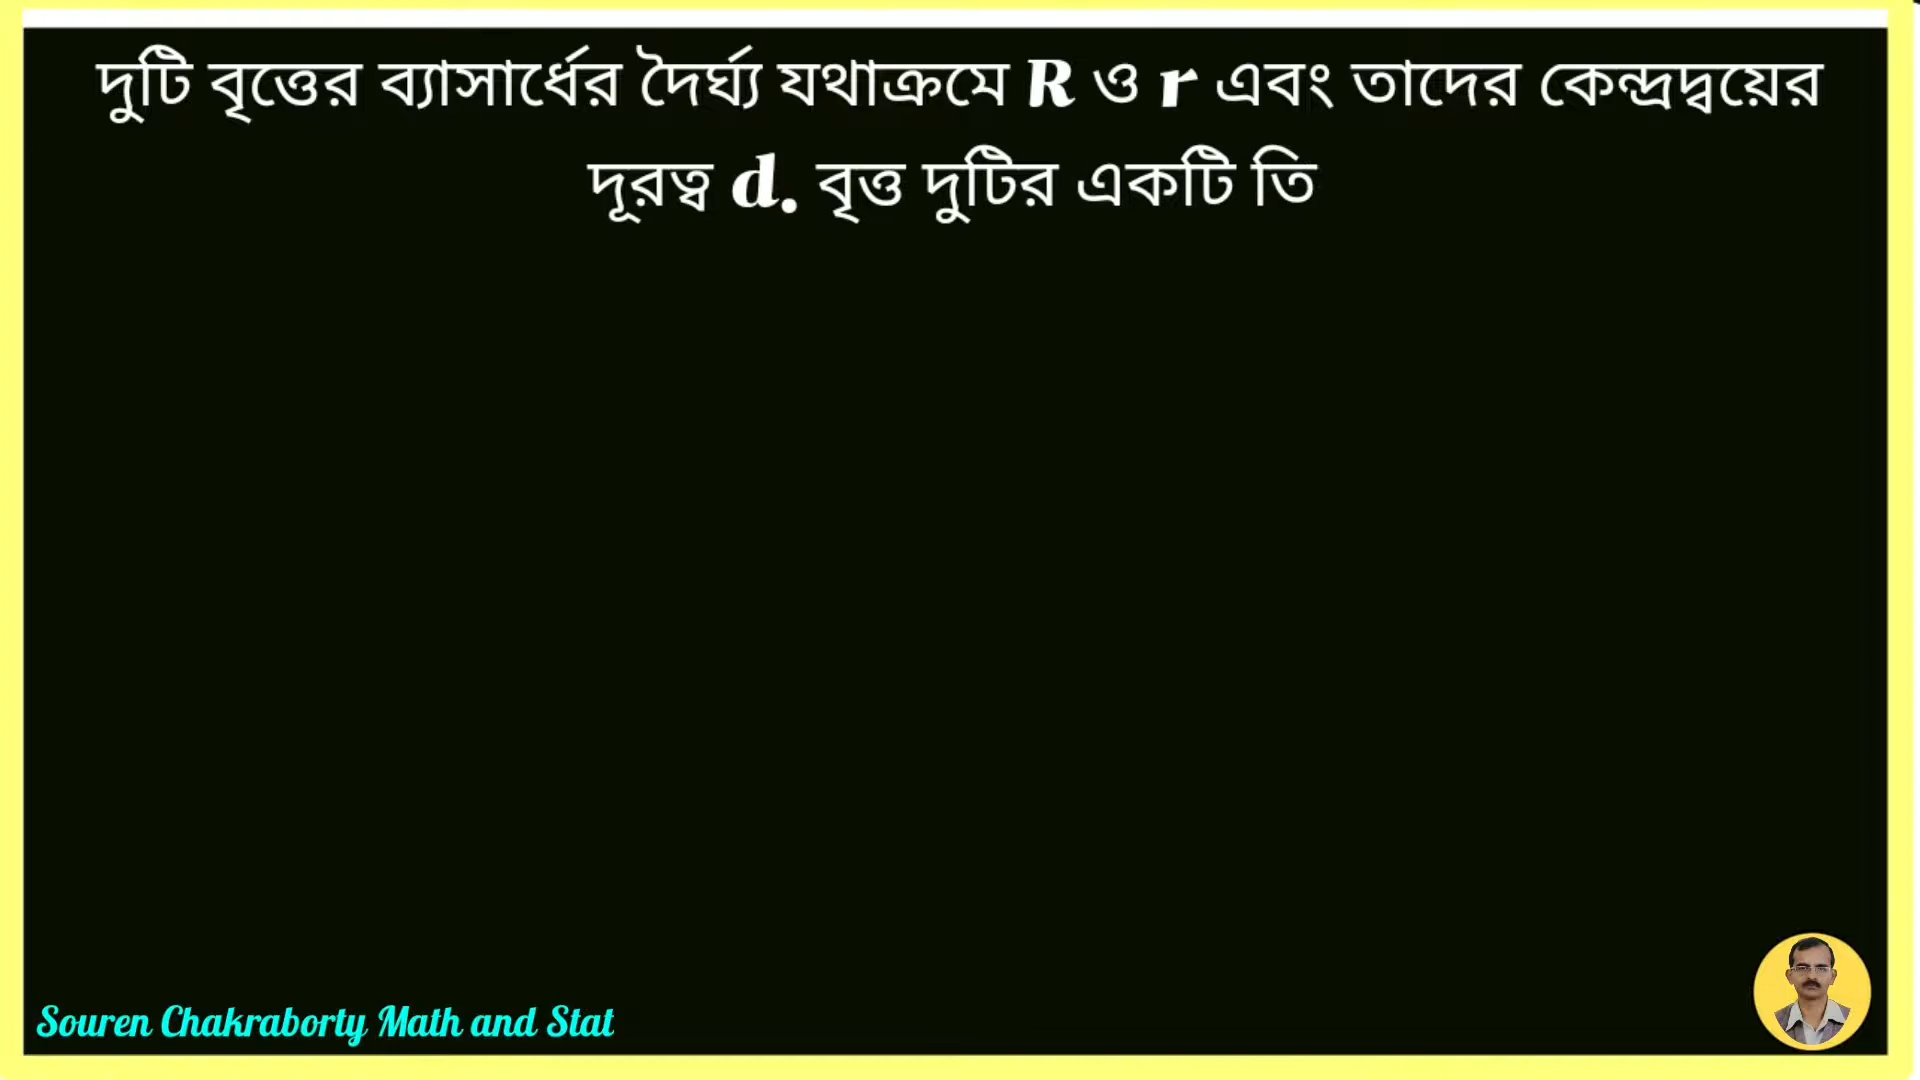 দুটি বৃত্তের ব্যাসার্ধের দৈর্ঘ্য যথাক্রমে R ও r এবং তাদের কেন্দ্রদ্বয়ের
দূরত্ব d. বৃত্ত দুটির একটি তি
Souren Chakraborty Math and Stat